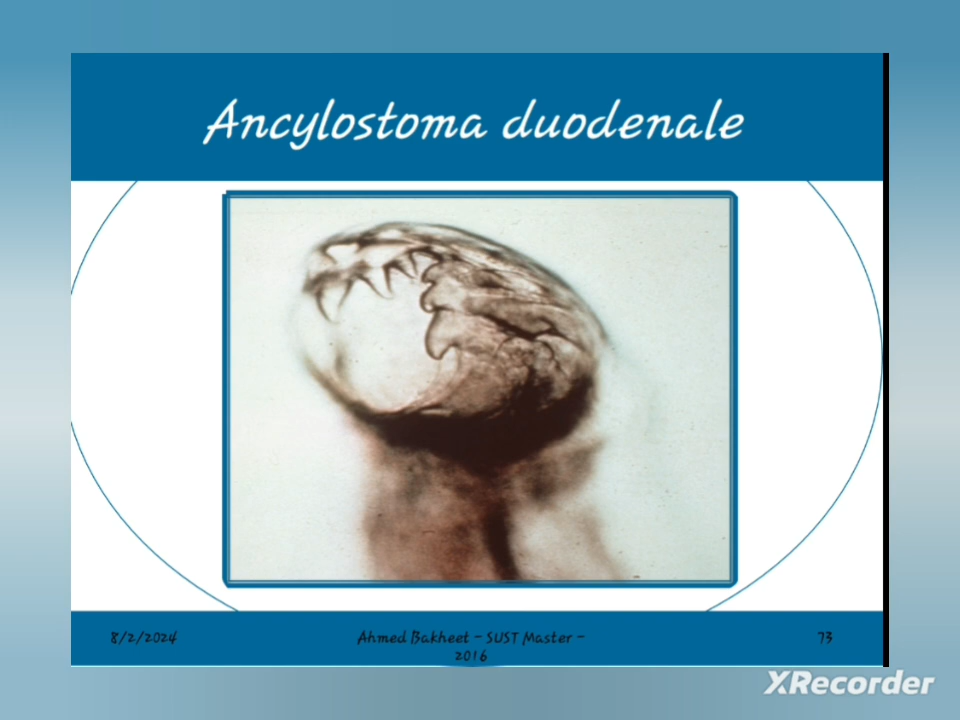 Ancylostoma duodenale
8/2/2024
Ahmed Bakheet - SUST Master -
2016
73
XRecorder